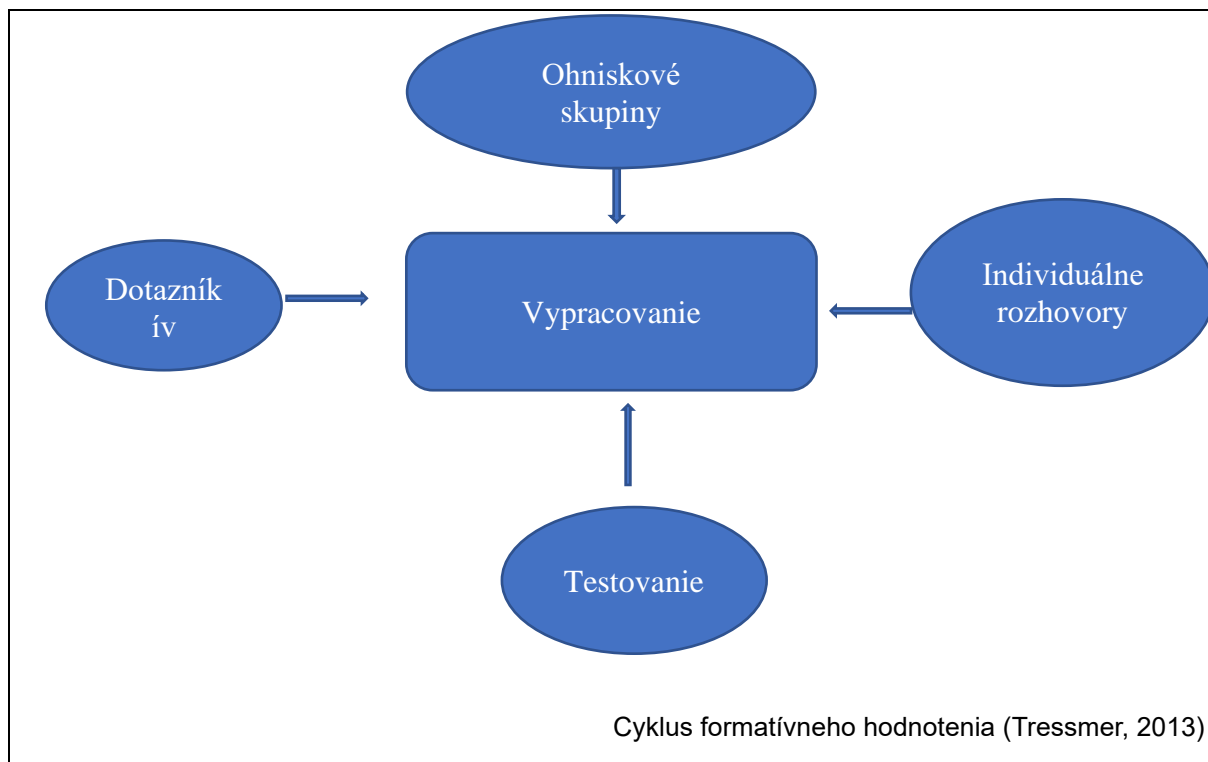 Ohniskové
skupiny
Dotazník
ív
Vypracovanie
Individuálne
rozhovory
Testovanie
Cyklus formatívneho hodnotenia (Tressmer, 2013)